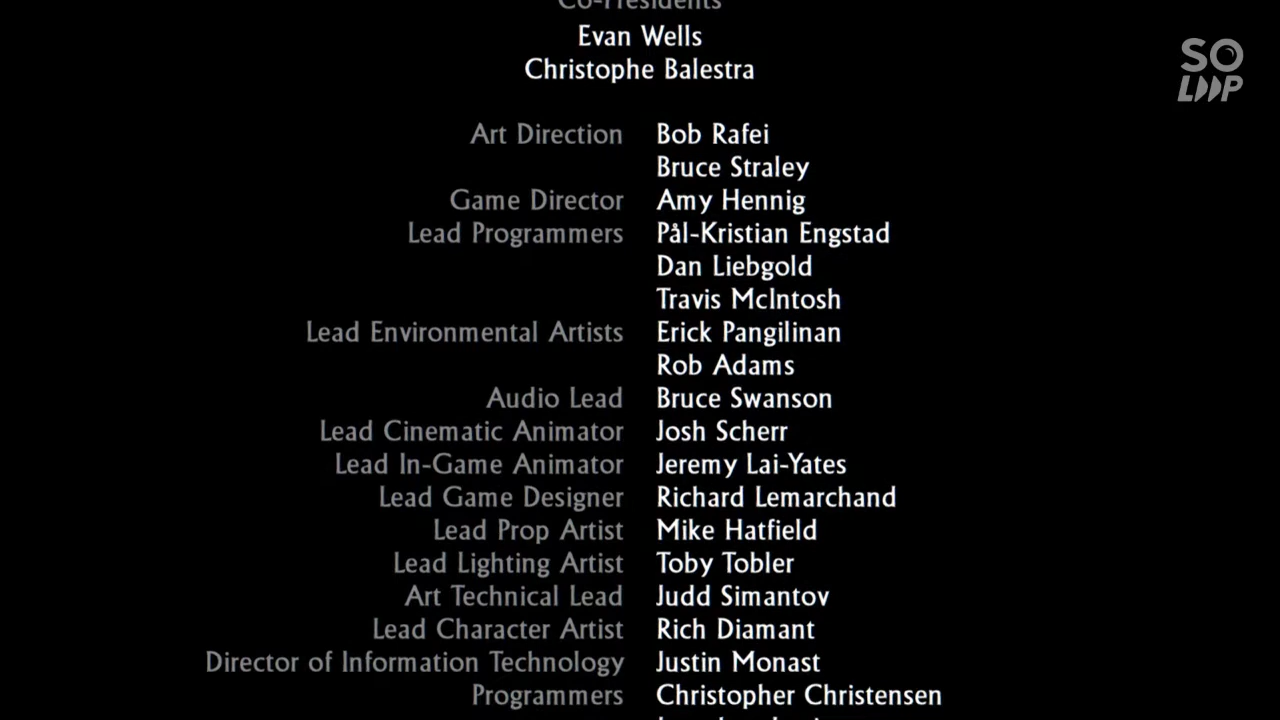 Co-Presidents
Evan Wells
Christophe Balestra
SO
LOOP
Art Direction Bob Rafei
Bruce Straley
Game Director Amy Hennig
Lead Programmers Pål-Kristian Engstad
Dan Liebgold
Travis McIntosh
Lead Environmental Artists Erick Pangilinan
Rob Adams
Audio Lead Bruce Swanson
Lead Cinematic Animator Josh Scherr
Lead In-Game Animator Jeremy Lai-Yates
Lead Game Designer Richard Lemarchand
Lead Prop Artist Mike Hatfield
Lead Lighting Artist Toby Tobler
Art Technical Lead Judd Simantov
Lead Character Artist Rich Diamant
Director of Information Technology Justin Monast
Programmers Christopher Christensen